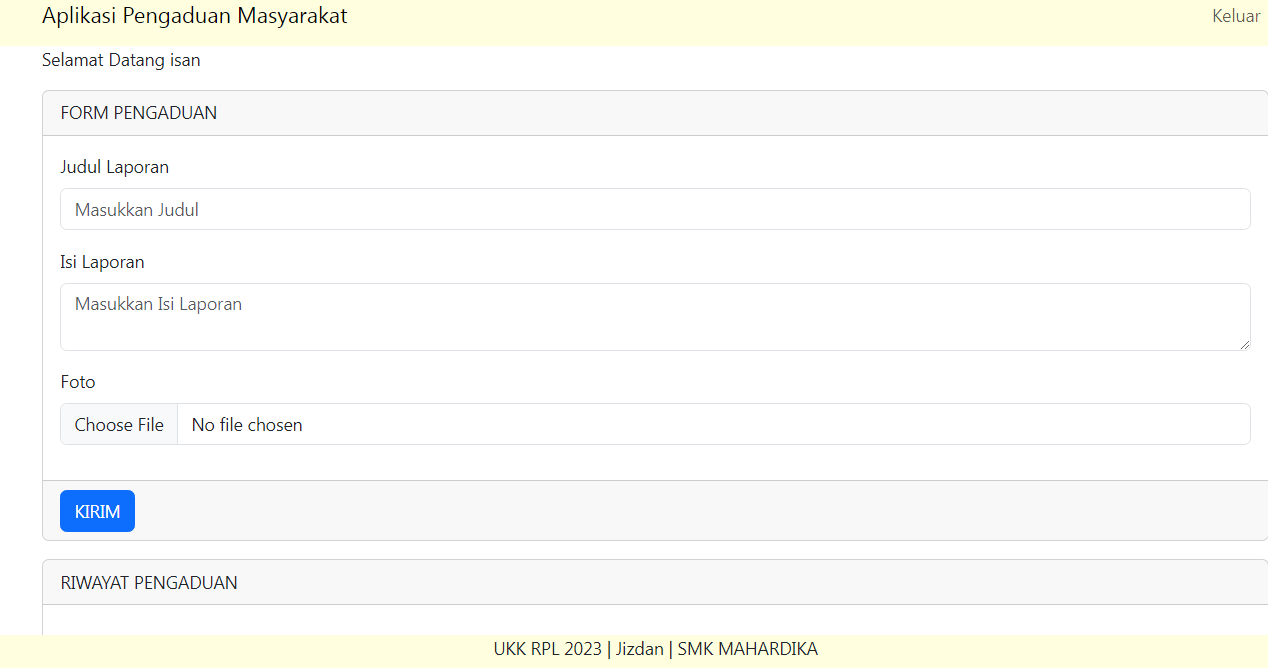 Aplikasi Pengaduan Masyarakat
Keluar
Selamat Datang isan
FORM PENGADUAN
Judul Laporan
Masukkan Judul
Isi Laporan
Masukkan Isi Laporan
Foto
Choose File No file chosen
KIRIM
RIWAYAT PENGADUAN
UKK RPL 2023 | Jizdan | SMK MAHARDIKA